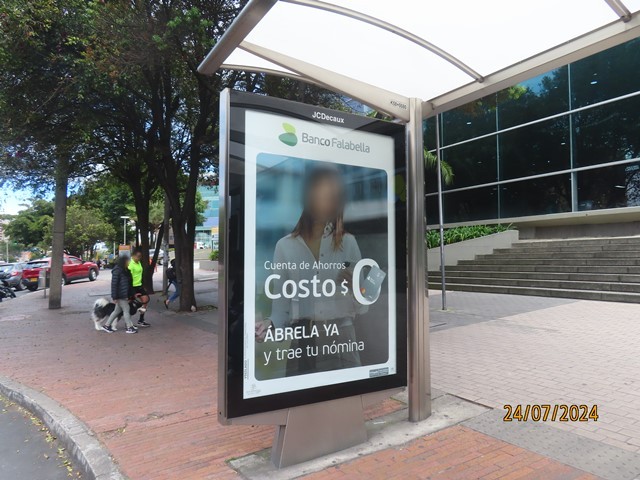 JCDecaux
Banco Falabella
Cuenta de Ahorros
Costo $0
ÁBRELA YA
y trae tu nómina
24/07/2024